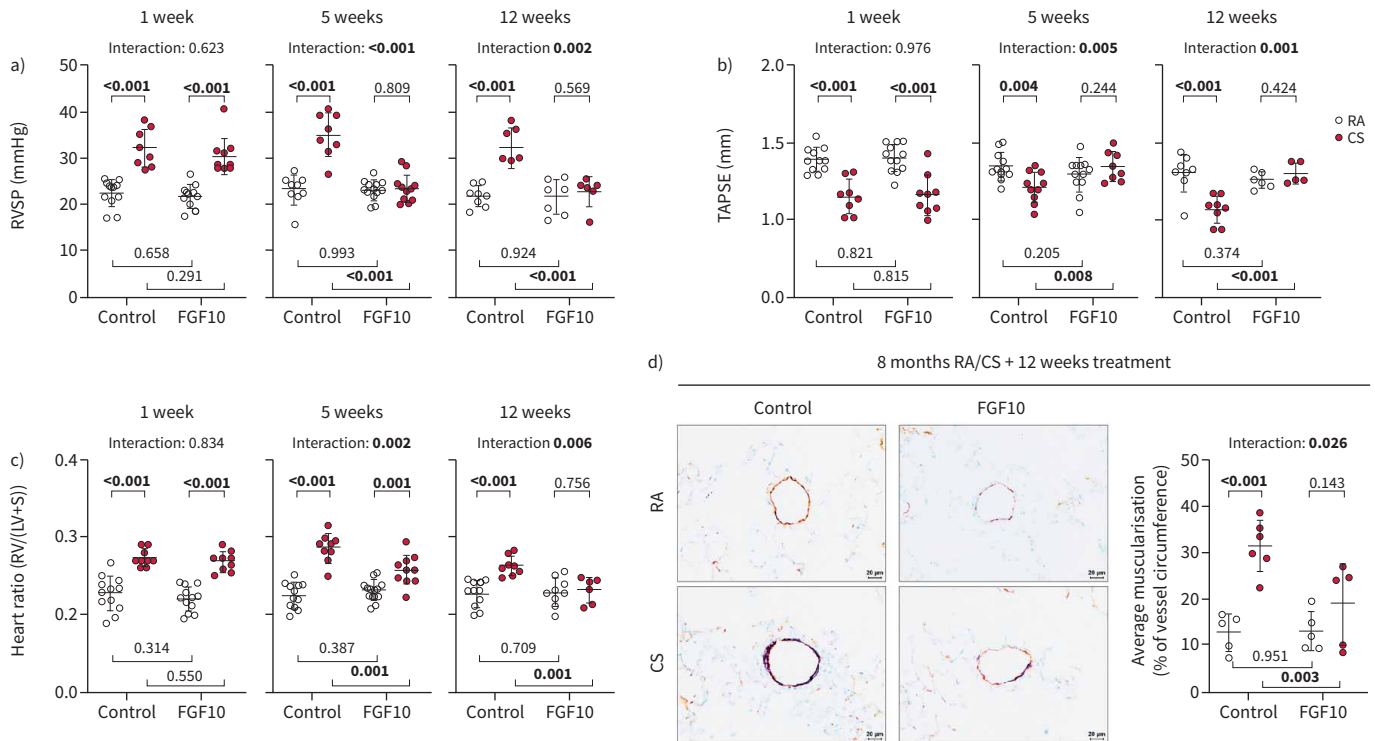 a)
1 week
5 weeks
12 weeks
Interaction: 0.623
Interaction: <0.001
Interaction 0.002
RVSP (mmHg)
50
40
30
20
10
0
<0.001
<0.001
<0.001
0.809
<0.001
0.569
0.658
0.291
0.993
<0.001
0.924
<0.001
Control
FGF10
Control
FGF10
Control
FGF10
b)
1 week
5 weeks
12 weeks
Interaction: 0.976
Interaction: 0.005
Interaction 0.001
TAPSE (mm)
2.0
1.5
1.0
0.0
<0.001
<0.001
0.004
0.244
<0.001
0.424
RA
CS
0.821
0.815
0.205
0.008
0.374
<0.001
Control
FGF10
Control
FGF10
Control
FGF10
c)
1 week
5 weeks
12 weeks
Interaction: 0.834
Interaction: 0.002
Interaction 0.006
Heart ratio (RV/(LV+S))
0.4
0.3
0.2
0.0
<0.001
<0.001
<0.001
0.001
<0.001
0.756
0.314
0.550
0.387
0.001
0.709
0.001
Control
FGF10
Control
FGF10
Control
FGF10
d)
8 months RA/CS + 12 weeks treatment
Control
FGF10
RA
CS
20 μm
20 μm
20 μm
20 μm
Interaction: 0.026
Average muscularisation
(% of vessel circumference)
50
40
30
20
10
0
<0.001
0.143
0.951
0.003
Control
FGF10